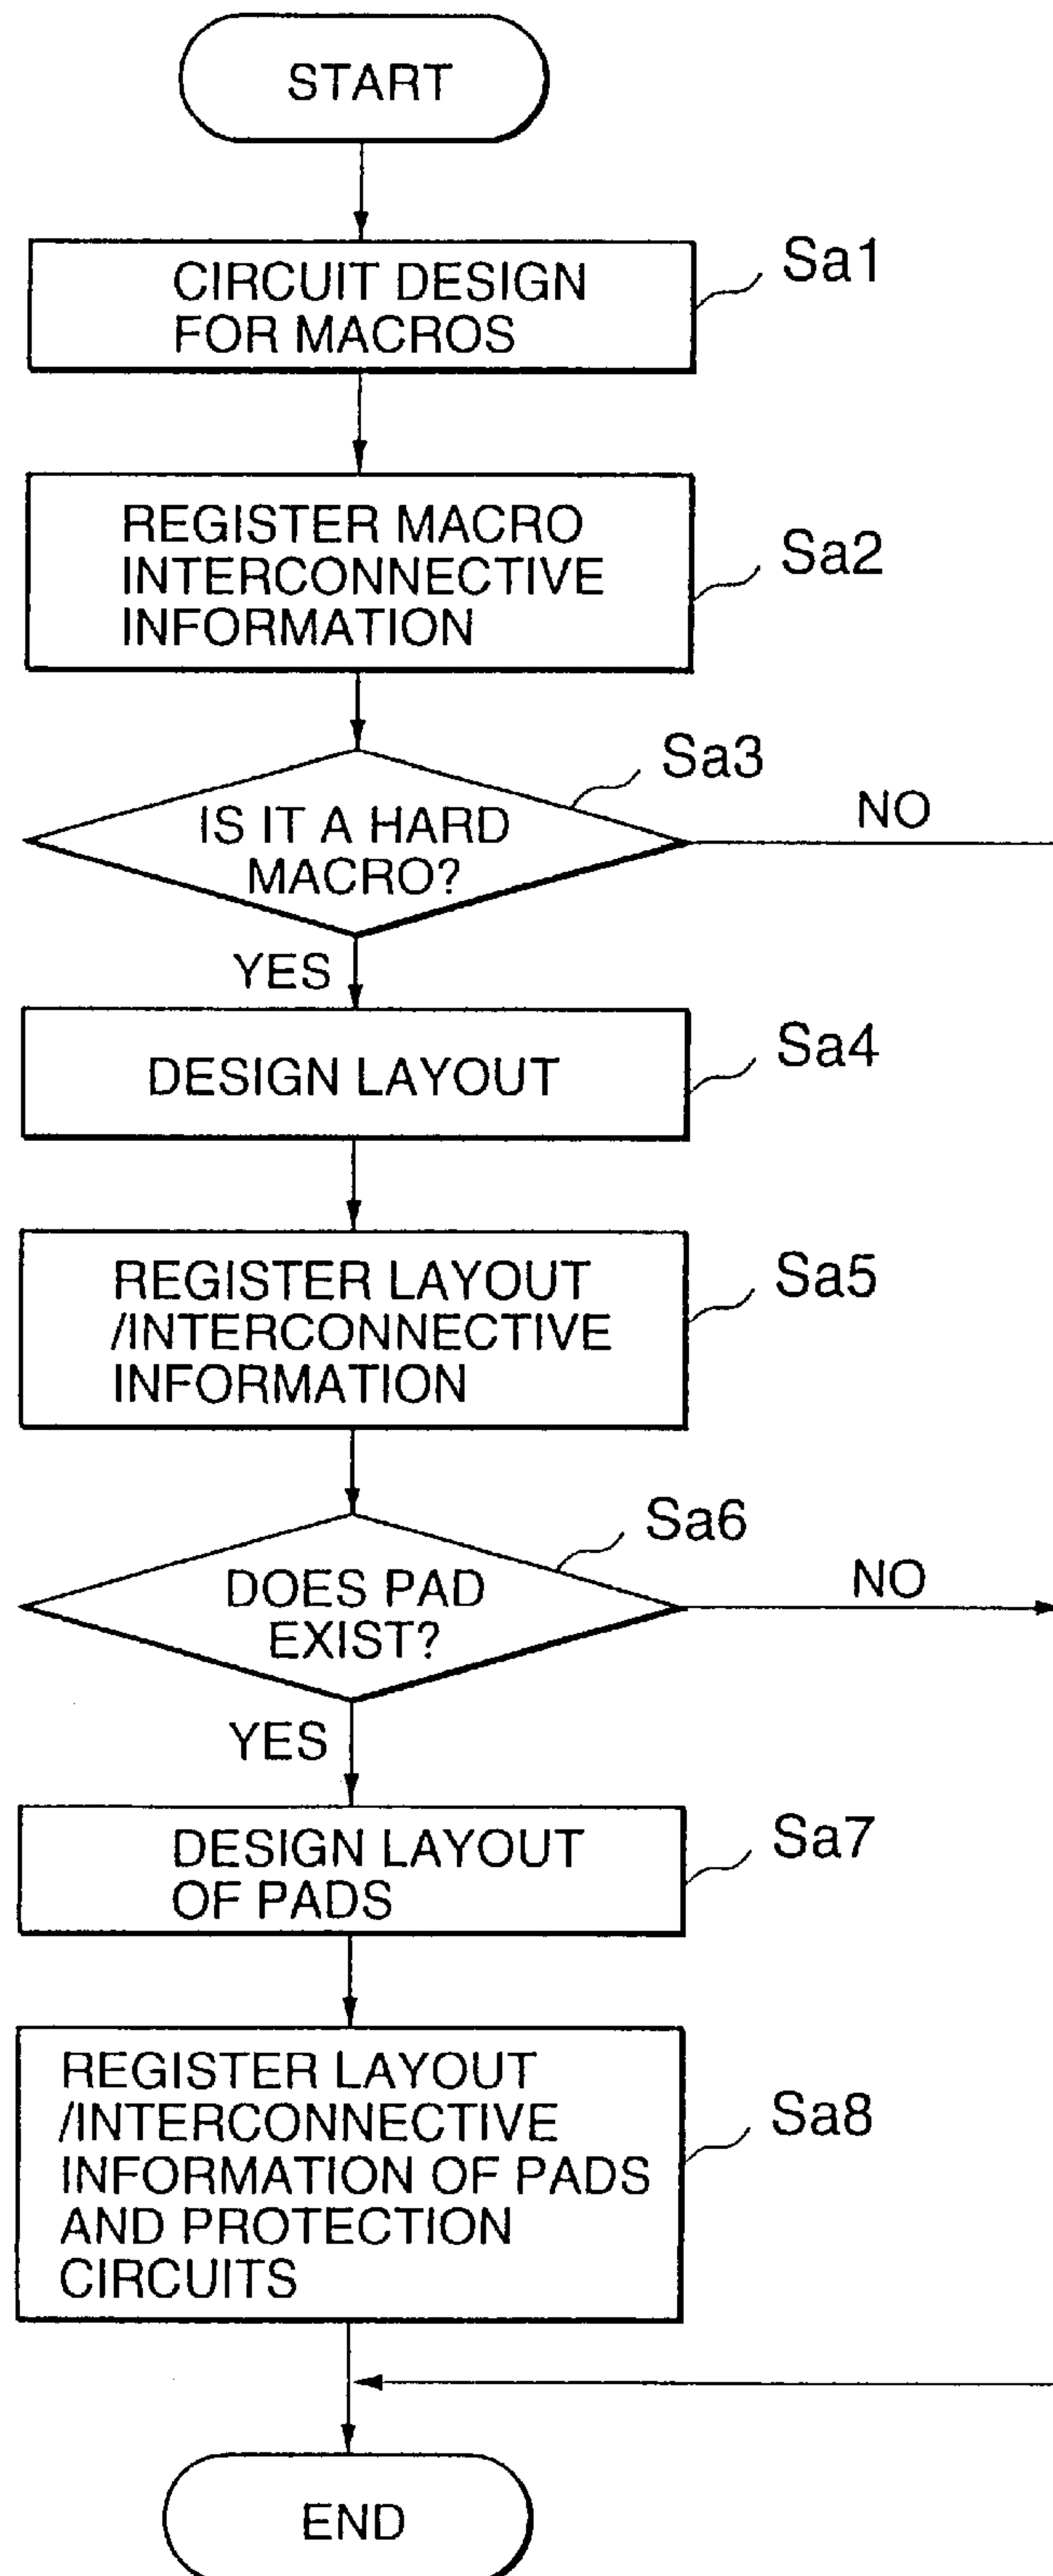 START
CIRCUIT DESIGN
FOR MACROS
Sa1
REGISTER MACRO
INTERCONNECTIVE
INFORMATION
Sa2
Sa3
IS IT A HARD
MACRO?
NO
YES
DESIGN LAYOUT
Sa4
REGISTER LAYOUT
/INTERCONNECTIVE
INFORMATION
Sa5
Sa6
DOES PAD
EXIST?
NO
YES
DESIGN LAYOUT
OF PADS
Sa7
REGISTER LAYOUT
/INTERCONNECTIVE
INFORMATION OF PADS
AND PROTECTION
CIRCUITS
Sa8
END